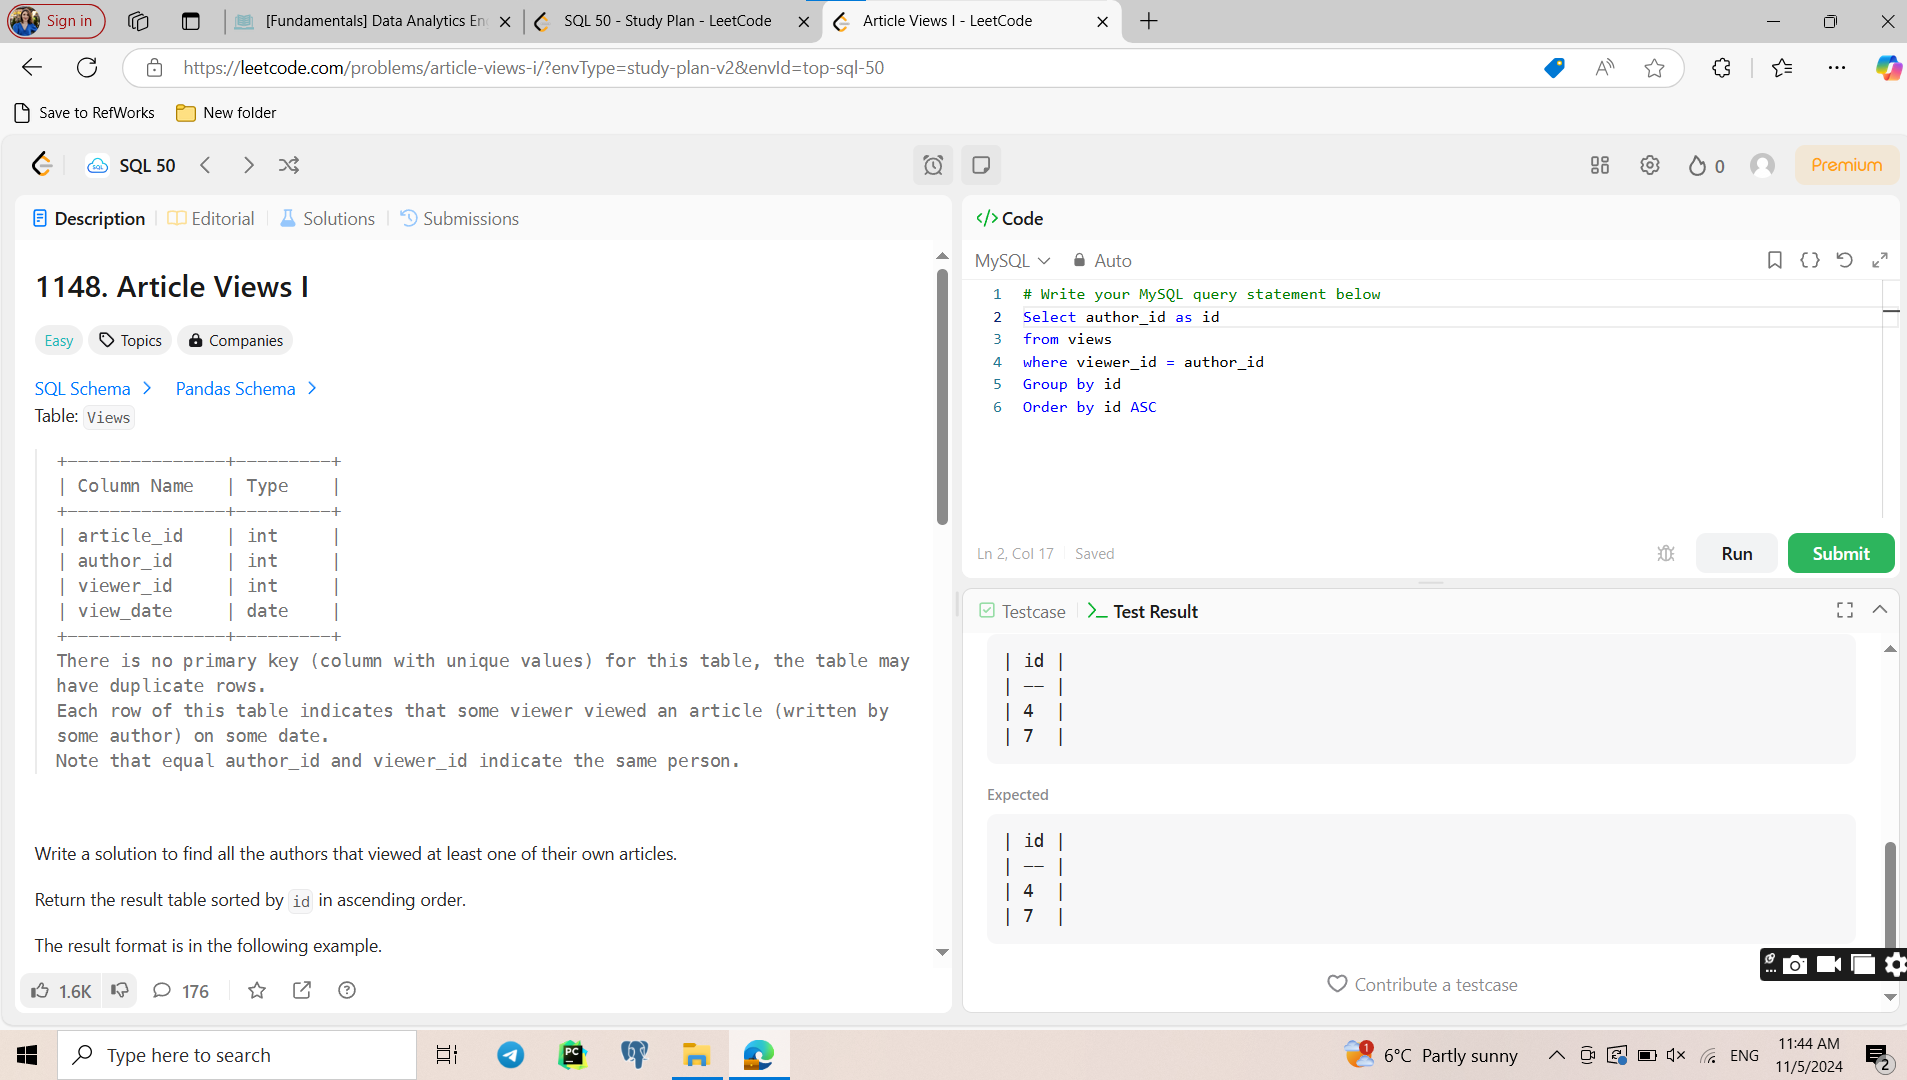 Sign in
[Fundamentals] Data Analytics En
SQL 50 - Study Plan - LeetCode
Article Views I - LeetCode
https://leetcode.com/problems/article-views-i/?envType=study-plan-v2&envId=top-sql-50
Save to RefWorks
New folder
SQL 50
0
Premium
Description
Editorial
Solutions
Submissions
1148. Article Views I
Easy
Topics
Companies
SQL Schema
Pandas Schema
Table: Views
+---------------+---------+
| Column Name   | Type    |
+---------------+---------+
| article_id    | int     |
| author_id     | int     |
| viewer_id     | int     |
| view_date     | date    |
+---------------+---------+
There is no primary key (column with unique values) for this table, the table may
have duplicate rows.
Each row of this table indicates that some viewer viewed an article (written by
some author) on some date.
Note that equal author_id and viewer_id indicate the same person.
Write a solution to find all the authors that viewed at least one of their own articles.
Return the result table sorted by id in ascending order.
The result format is in the following example.
1.6K
176
</> Code
MySQL
Auto
1 # Write your MySQL query statement below
2 Select author_id as id
3 from views
4 where viewer_id = author_id
5 Group by id
6 Order by id ASC
Ln 2, Col 17
Saved
Run
Submit
Testcase
Test Result
| id |
| -- |
| 4  |
| 7  |
Expected
| id |
| -- |
| 4  |
| 7  |
Contribute a testcase
Type here to search
PC
1
6°C Partly sunny
ENG
11:44 AM
11/5/2024
2